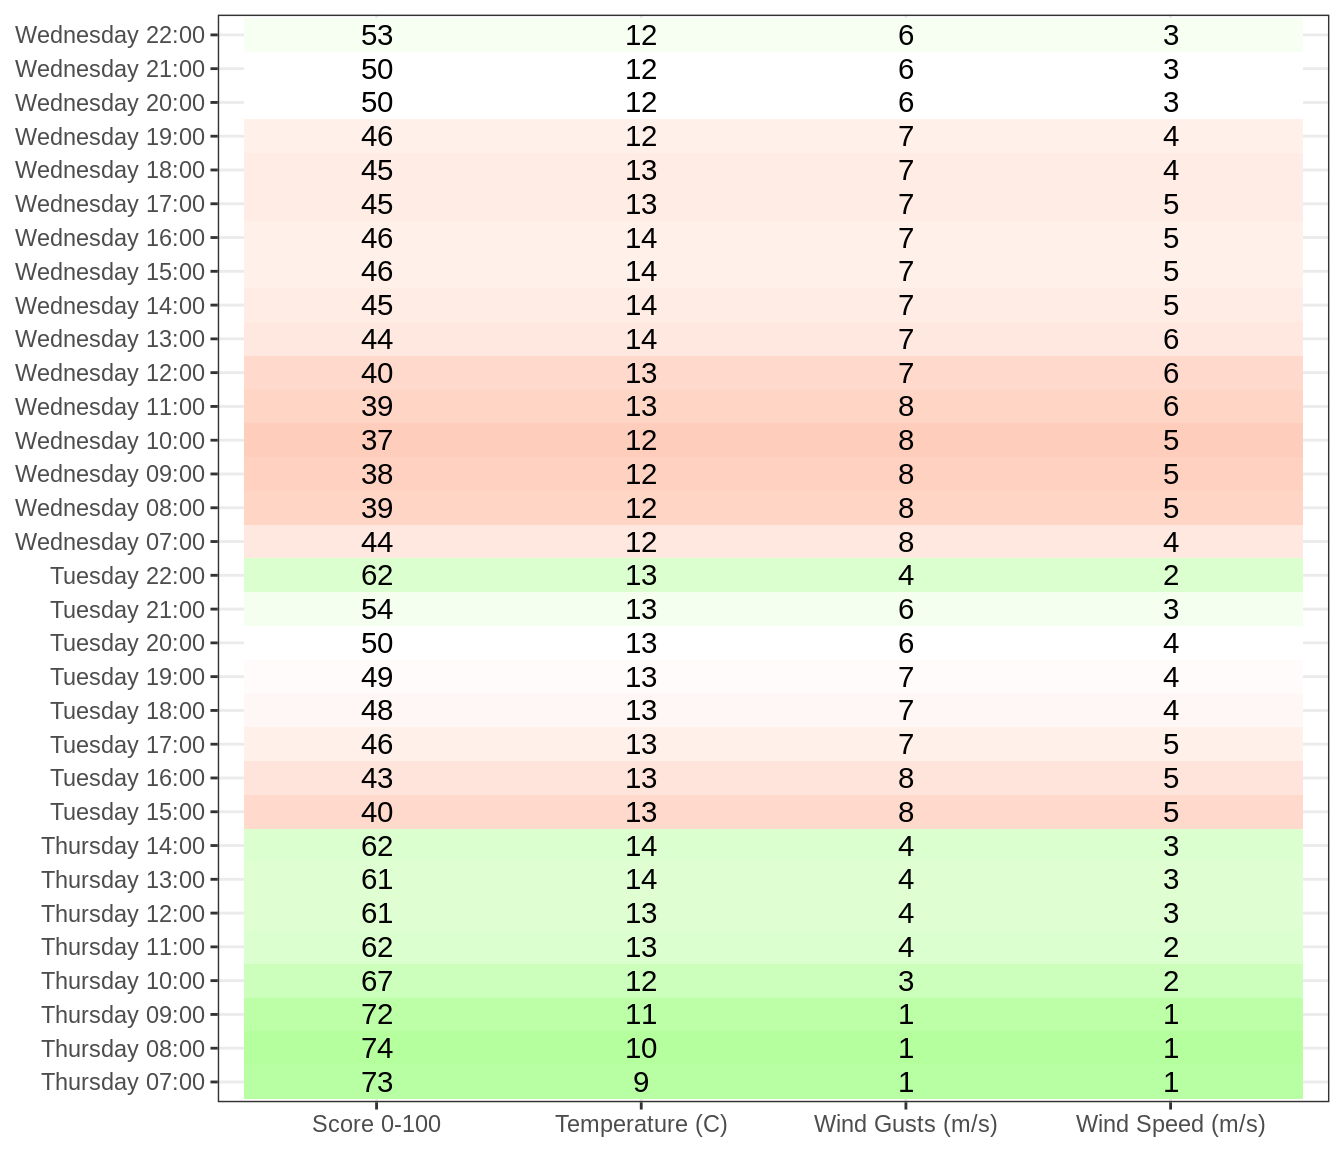 Wednesday 22:00 53 12 6 3
Wednesday 21:00 50 12 6 3
Wednesday 20:00 50 12 6 3
Wednesday 19:00 46 12 7 4
Wednesday 18:00 45 13 7 4
Wednesday 17:00 45 13 7 5
Wednesday 16:00 46 14 7 5
Wednesday 15:00 46 14 7 5
Wednesday 14:00 45 14 7 5
Wednesday 13:00 44 14 7 6
Wednesday 12:00 40 13 7 6
Wednesday 11:00 39 13 8 6
Wednesday 10:00 37 12 8 5
Wednesday 09:00 38 12 8 5
Wednesday 08:00 39 12 8 5
Wednesday 07:00 44 12 8 4
Tuesday 22:00 62 13 4 2
Tuesday 21:00 54 13 6 3
Tuesday 20:00 50 13 6 4
Tuesday 19:00 49 13 7 4
Tuesday 18:00 48 13 7 4
Tuesday 17:00 46 13 7 5
Tuesday 16:00 43 13 8 5
Tuesday 15:00 40 13 8 5
Thursday 14:00 62 14 4 3
Thursday 13:00 61 14 4 3
Thursday 12:00 61 13 4 3
Thursday 11:00 62 13 4 2
Thursday 10:00 67 12 3 2
Thursday 09:00 72 11 1 1
Thursday 08:00 74 10 1 1
Thursday 07:00 73 9 1 1
Score 0-100 Temperature (C) Wind Gusts (m/s) Wind Speed (m/s)